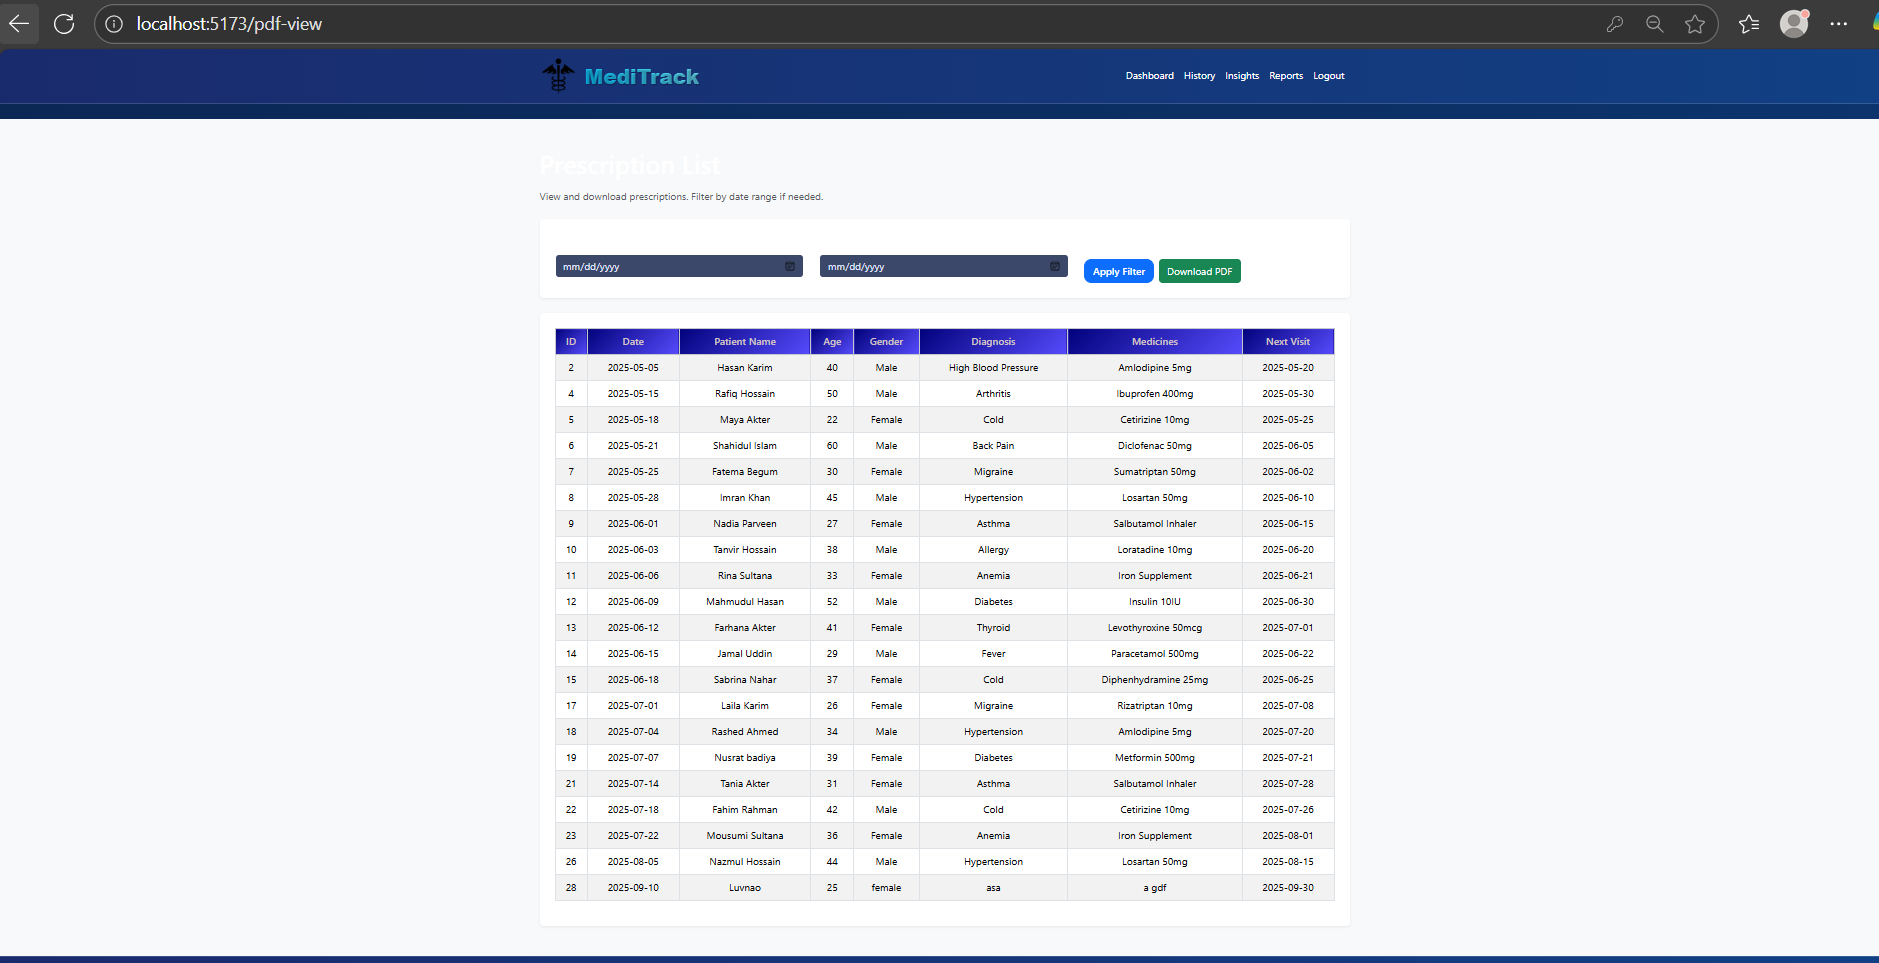 localhost:5173/pdf-view
MediTrack
Dashboard History Insights Reports Logout
Prescription List
View and download prescriptions. Filter by date range if needed.
mm/dd/yyyy mm/dd/yyyy Apply Filter Download PDF
ID Date Patient Name Age Gender Diagnosis Medicines Next Visit
2 2025-05-05 Hasan Karim 40 Male High Blood Pressure Amlodipine 5mg 2025-05-20
4 2025-05-15 Rafiq Hossain 50 Male Arthritis Ibuprofen 400mg 2025-05-30
5 2025-05-18 Maya Akter 22 Female Cold Cetirizine 10mg 2025-05-25
6 2025-05-21 Shahidul Islam 60 Male Back Pain Diclofenac 50mg 2025-06-05
7 2025-05-25 Fatema Begum 30 Female Migraine Sumatriptan 50mg 2025-06-02
8 2025-05-28 Imran Khan 45 Male Hypertension Losartan 50mg 2025-06-10
9 2025-06-01 Nadia Parveen 27 Female Asthma Salbutamol Inhaler 2025-06-15
10 2025-06-03 Tanvir Hossain 38 Male Allergy Loratadine 10mg 2025-06-20
11 2025-06-06 Rina Sultana 33 Female Anemia Iron Supplement 2025-06-21
12 2025-06-09 Mahmudul Hasan 52 Male Diabetes Insulin 10IU 2025-06-30
13 2025-06-12 Farhana Akter 41 Female Thyroid Levothyroxine 50mcg 2025-07-01
14 2025-06-15 Jamal Uddin 29 Male Fever Paracetamol 500mg 2025-06-22
15 2025-06-18 Sabrina Nahar 37 Female Cold Diphenhydramine 25mg 2025-06-25
17 2025-07-01 Laila Karim 26 Female Migraine Rizatriptan 10mg 2025-07-08
18 2025-07-04 Rashed Ahmed 34 Male Hypertension Amlodipine 5mg 2025-07-20
19 2025-07-07 Nusrat badiya 39 Female Diabetes Metformin 500mg 2025-07-21
21 2025-07-14 Tania Akter 31 Female Asthma Salbutamol Inhaler 2025-07-28
22 2025-07-18 Fahim Rahman 42 Male Cold Cetirizine 10mg 2025-07-26
23 2025-07-22 Mousumi Sultana 36 Female Anemia Iron Supplement 2025-08-01
26 2025-08-05 Nazmul Hossain 44 Male Hypertension Losartan 50mg 2025-08-15
28 2025-09-10 Luvnao 25 female asa a gdf 2025-09-30